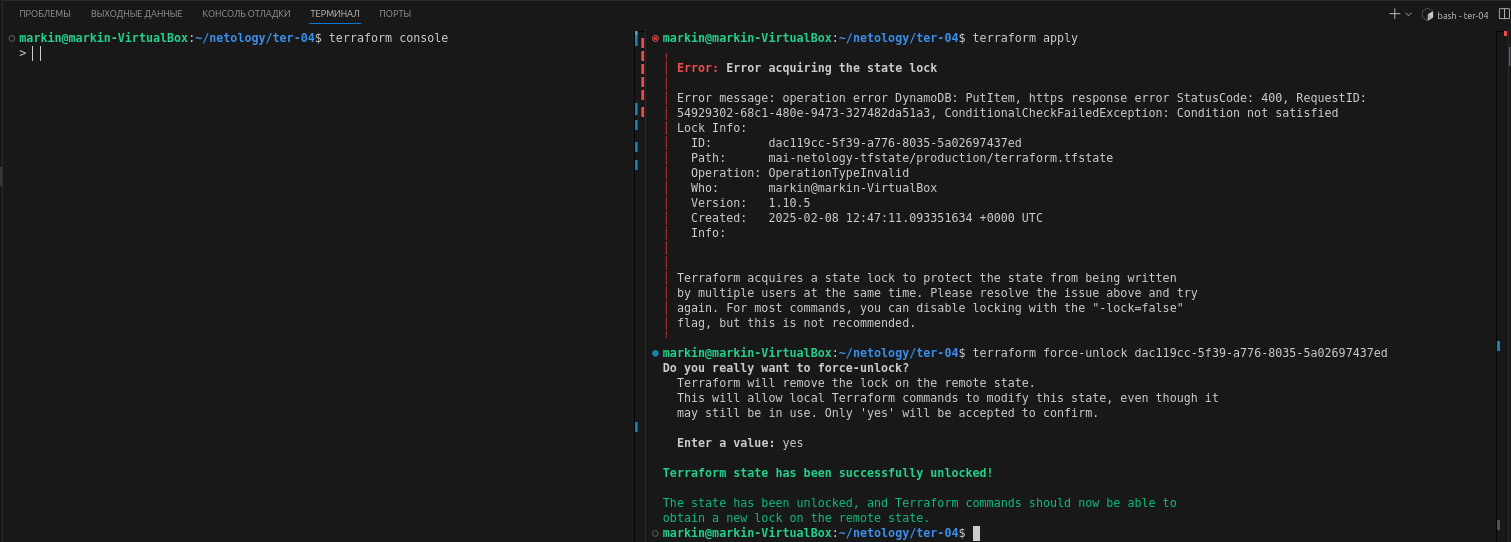 ПРОБЛЕМЫ ВЫХОДНЫЕ ДАННЫЕ КОНСОЛЬ ОТЛАДКИ ТЕРМИНАЛ ПОРТЫ
bash - ter-04
markin@markin-VirtualBox:~/netology/ter-04$ terraform console
>
markin@markin-VirtualBox:~/netology/ter-04$ terraform apply
Error: Error acquiring the state lock
Error message: operation error DynamoDB: PutItem, https response error StatusCode: 400, RequestID:
54929302-68c1-480e-9473-327482da51a3, ConditionalCheckFailedException: Condition not satisfied
Lock Info:
ID: dac119cc-5f39-a776-8035-5a02697437ed
Path: mai-netology-tfstate/production/terraform.tfstate
Operation: OperationTypeInvalid
Who: markin@markin-VirtualBox
Version: 1.10.5
Created: 2025-02-08 12:47:11.093351634 +0000 UTC
Info:
Terraform acquires a state lock to protect the state from being written
by multiple users at the same time. Please resolve the issue above and try
again. For most commands, you can disable locking with the "-lock=false"
flag, but this is not recommended.
markin@markin-VirtualBox:~/netology/ter-04$ terraform force-unlock dac119cc-5f39-a776-8035-5a02697437ed
Do you really want to force-unlock?
Terraform will remove the lock on the remote state.
This will allow local Terraform commands to modify this state, even though it
may still be in use. Only 'yes' will be accepted to confirm.
Enter a value: yes
Terraform state has been successfully unlocked!
The state has been unlocked, and Terraform commands should now be able to
obtain a new lock on the remote state.
markin@markin-VirtualBox:~/netology/ter-04$